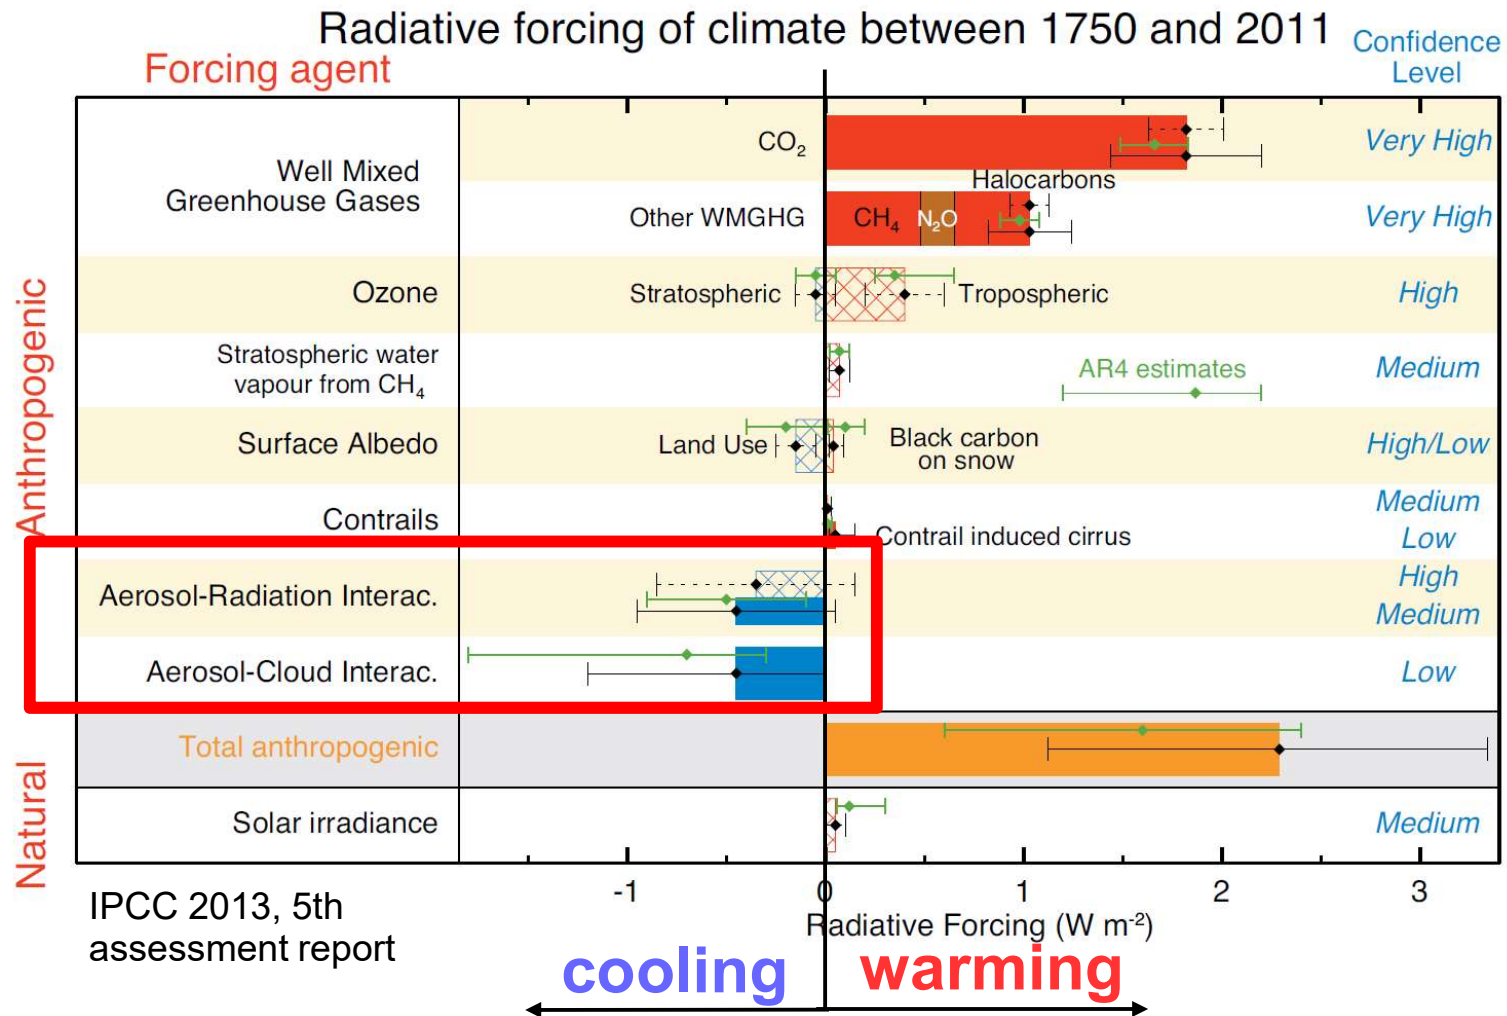 Radiative forcing of climate between 1750 and 2011
Forcing agent
Confidence
Level
Anthropogenic
Well Mixed
Greenhouse Gases
CO₂
Very High
Halocarbons
Other WMGHG
CH₄
N₂O
Very High
Ozone
Stratospheric
Tropospheric
High
Stratospheric water
vapour from CH₄
AR4 estimates
Medium
Surface Albedo
Land Use
Black carbon
on snow
High/Low
Contrails
Contrail induced cirrus
Medium
Low
Aerosol-Radiation Interac.
High
Medium
Aerosol-Cloud Interac.
Low
Total anthropogenic
Natural
Solar irradiance
Medium
-1 0 1 2 3
Radiative Forcing (W m⁻²)
IPCC 2013, 5th
assessment report
cooling
warming